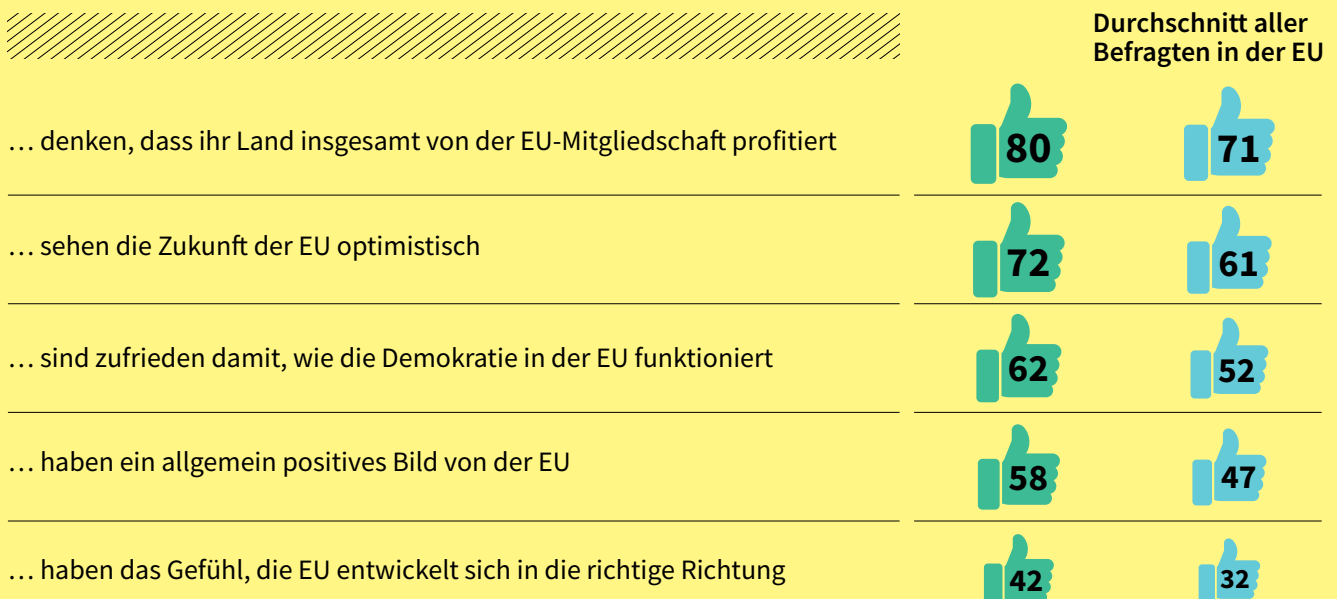 Durchschnitt aller
Befragten in der EU
… denken, dass ihr Land insgesamt von der EU-Mitgliedschaft profitiert 80 71
… sehen die Zukunft der EU optimistisch 72 61
… sind zufrieden damit, wie die Demokratie in der EU funktioniert 62 52
… haben ein allgemein positives Bild von der EU 58 47
… haben das Gefühl, die EU entwickelt sich in die richtige Richtung 42 32